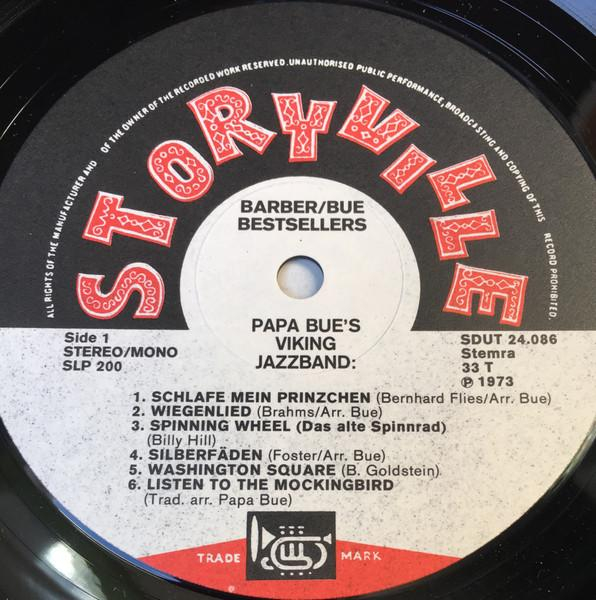 ALL RIGHTS OF THE MANUFACTURER AND OF THE OWNER OF THE RECORDED WORK RESERVED. UNAUTHORISED PUBLIC PERFORMANCE, BROADCASTING AND COPYING OF THIS RECORD PROHIBITED.
STORYVILLE
BARBER/BUE
BESTSELLERS
Side 1
STEREO/MONO
SLP 200
PAPA BUE'S
VIKING
JAZZBAND:
SDUT 24.086
Stemra
33 T
℗ 1973
1. SCHLAFE MEIN PRINZCHEN (Bernhard Flies/Arr. Bue)
2. WIEGENLIED (Brahms/Arr. Bue)
3. SPINNING WHEEL (Das alte Spinnrad)
(Billy Hill)
4. SILBERFÄDEN (Foster/Arr. Bue)
5. WASHINGTON SQUARE (B. Goldstein)
6. LISTEN TO THE MOCKINGBIRD
(Trad. arr. Papa Bue)
TRADE MARK